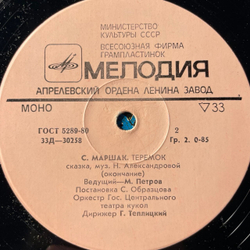 МИНИСТЕРСТВО
КУЛЬТУРЫ СССР
ВСЕСОЮЗНАЯ ФИРМА
ГРАМПЛАСТИНОК
МЕЛОДИЯ
АПРЕЛЕВСКИЙ ОРДЕНА ЛЕНИНА ЗАВОД
МОНО 33
ГОСТ 5289-80 2
33Д-30258 Гр. 2. 0-85
С. МАРШАК. ТЕРЕМОК
сказка, муз. Н. Александровой
(окончание)
Ведущий—М. Петров
Постановка С. Образцова
Оркестр Гос. Центрального
театра кукол
Дирижер Г. Теплицкий